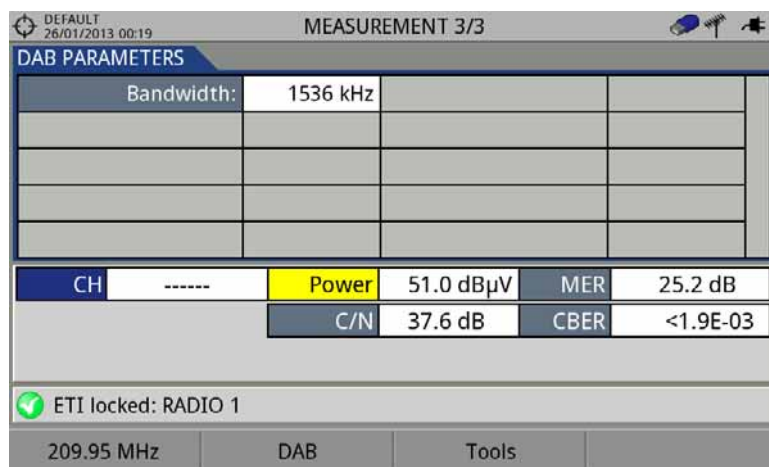 DEFAULT
26/01/2013 00:19
MEASUREMENT 3/3
DAB PARAMETERS
Bandwidth: 1536 kHz
CH ------ Power 51.0 dBµV MER 25.2 dB
C/N 37.6 dB CBER <1.9E-03
ETI locked: RADIO 1
209.95 MHz DAB Tools